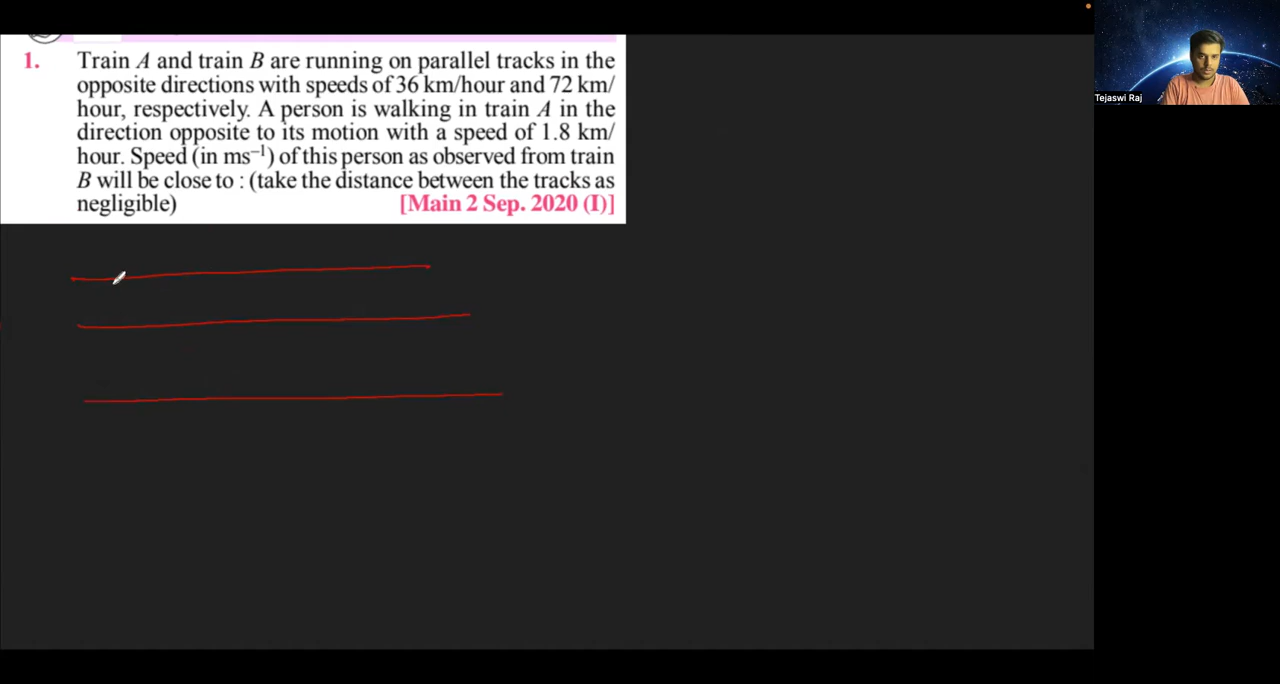 1. Train A and train B are running on parallel tracks in the
opposite directions with speeds of 36 km/hour and 72 km/
hour, respectively. A person is walking in train A in the
direction opposite to its motion with a speed of 1.8 km/
hour. Speed (in ms⁻¹) of this person as observed from train
B will be close to : (take the distance between the tracks as
negligible) [Main 2 Sep. 2020 (I)]
Tejaswi Raj